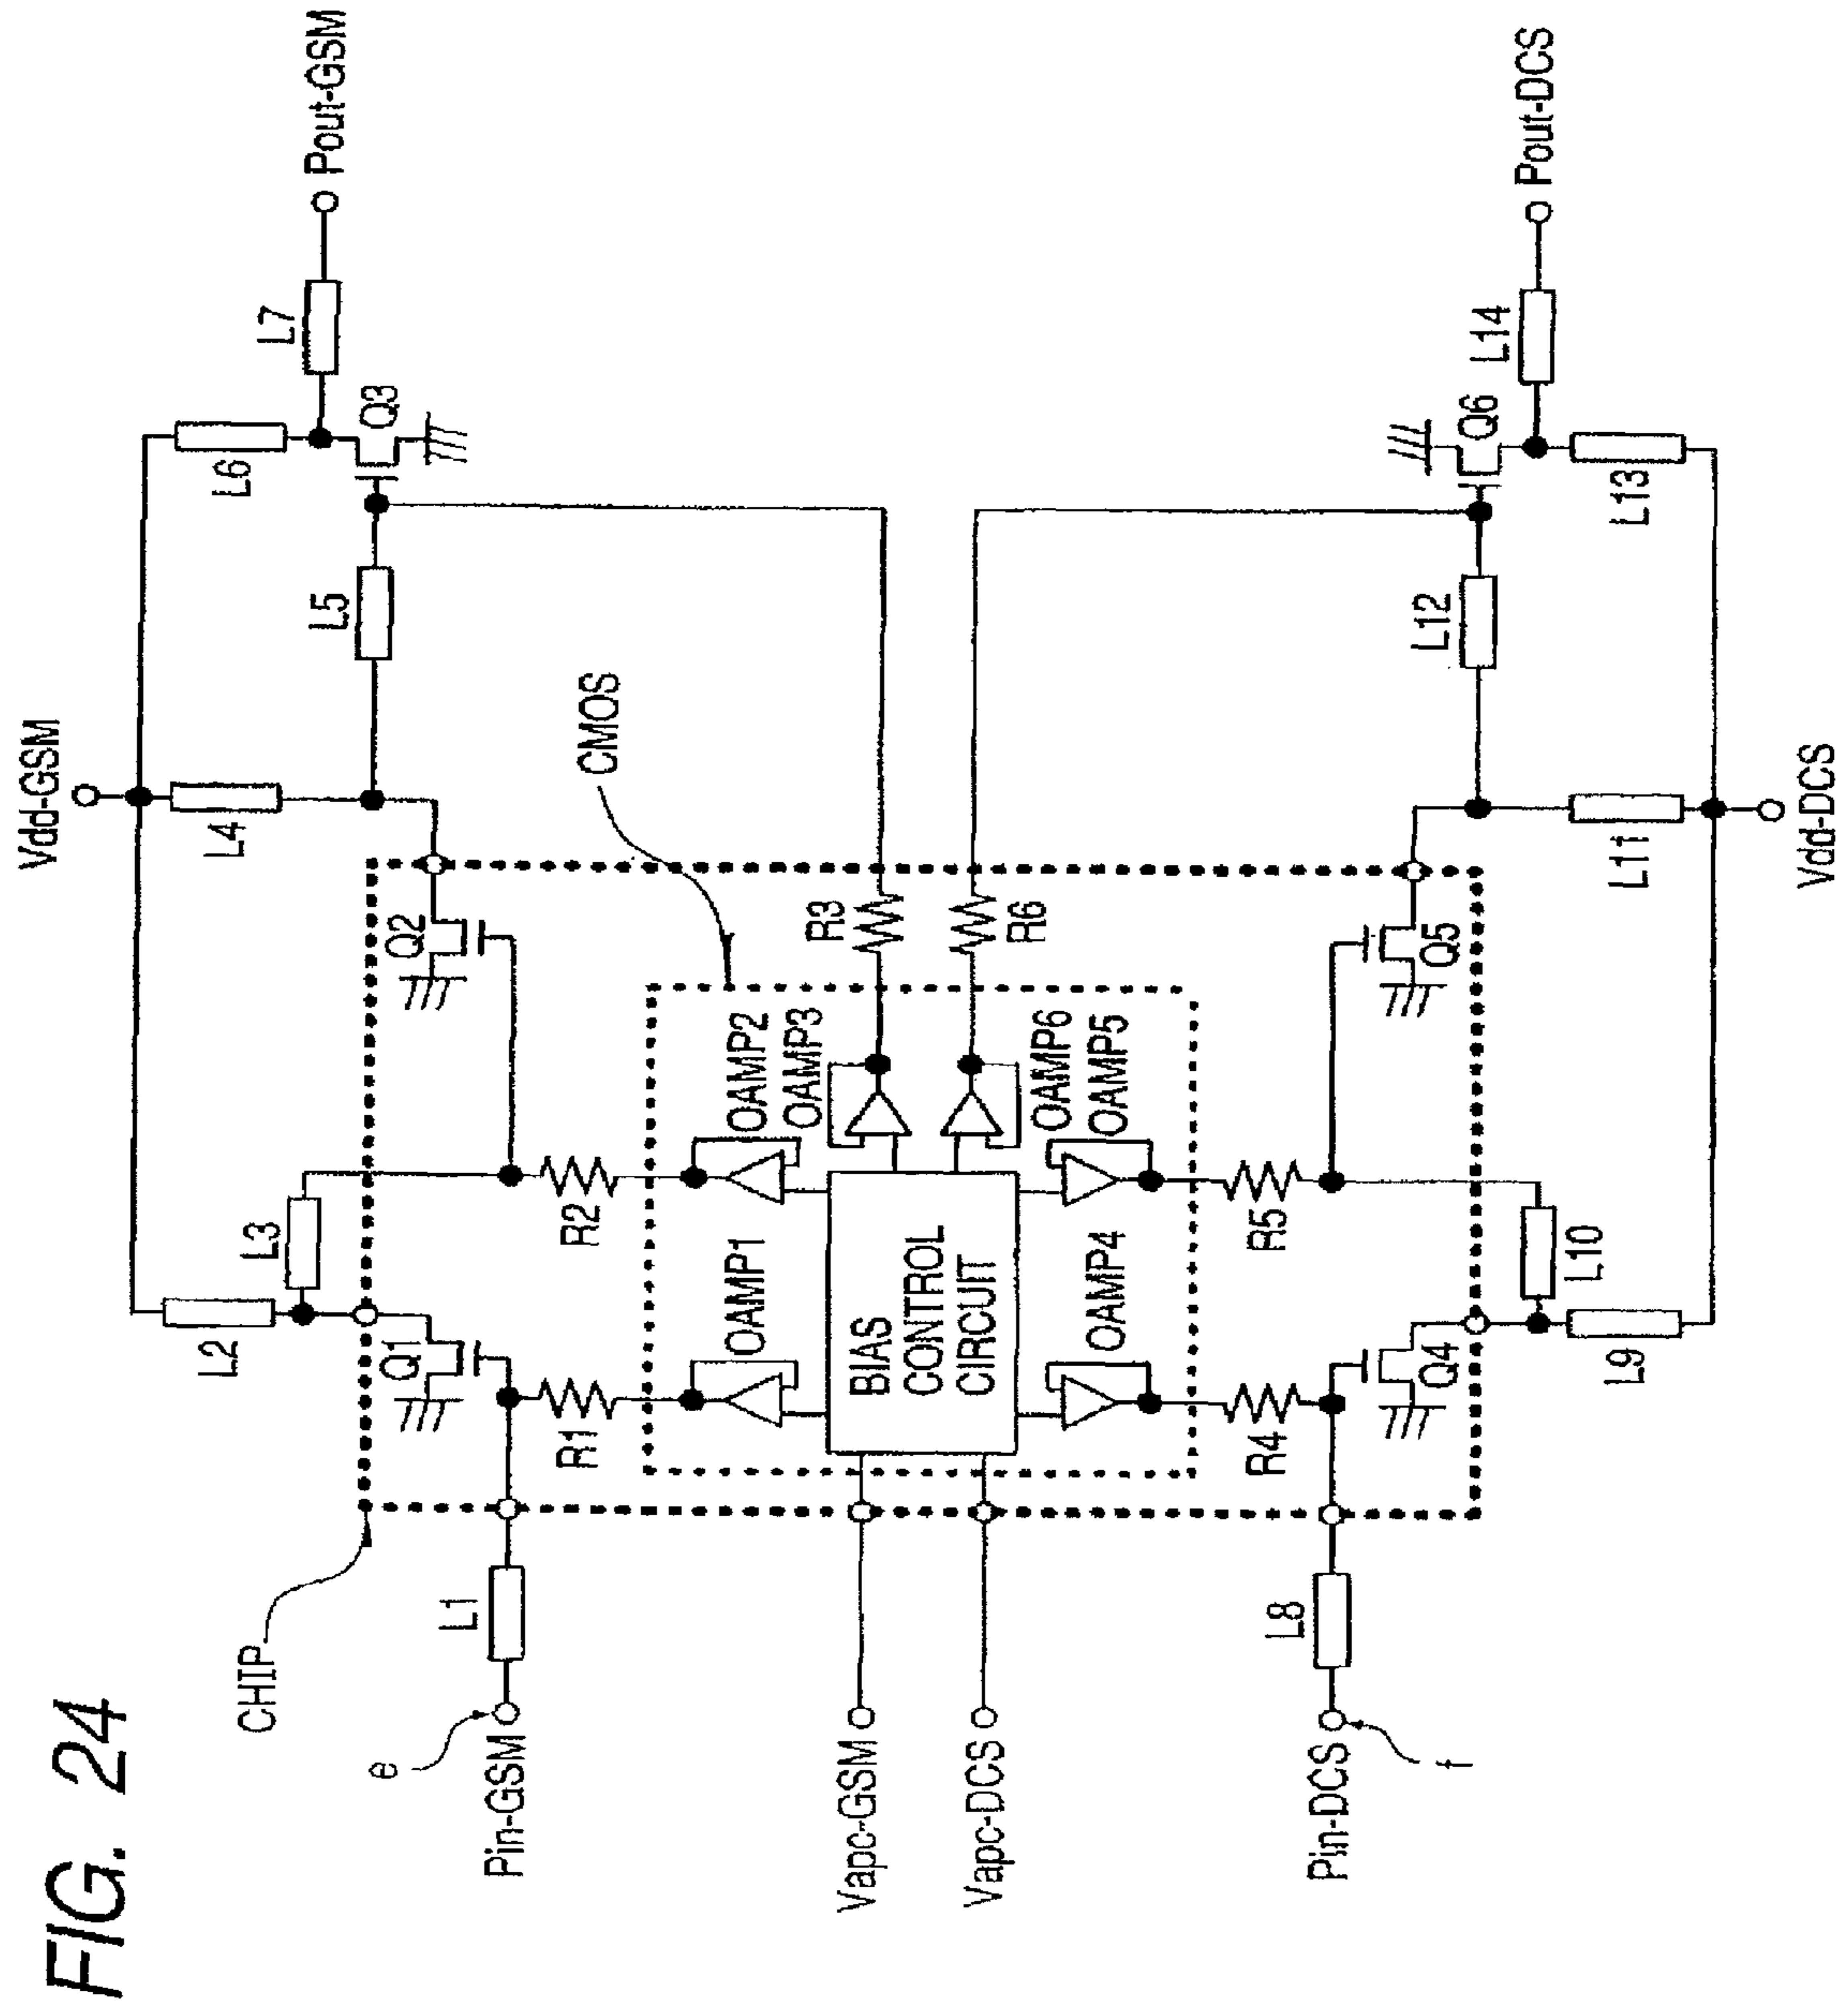 FIG. 24
Vdd-GSM
L2
L4
L6
L7
Pout-GSM
L3
L5
Q3
CHIP
Q1
Q2
CMOS
e
Pin-GSM
L1
R1
R2
OAMP1
OAMP2
OAMP3
R3
Vapc-GSM
Vapc-DCS
BIAS
CONTROL
CIRCUIT
R6
OAMP6
OAMP4
OAMP5
R4
R5
Pin-DCS
L8
f
Q4
Q5
L12
Q6
L14
Pout-DCS
L10
L9
L11
L13
Vdd-DCS